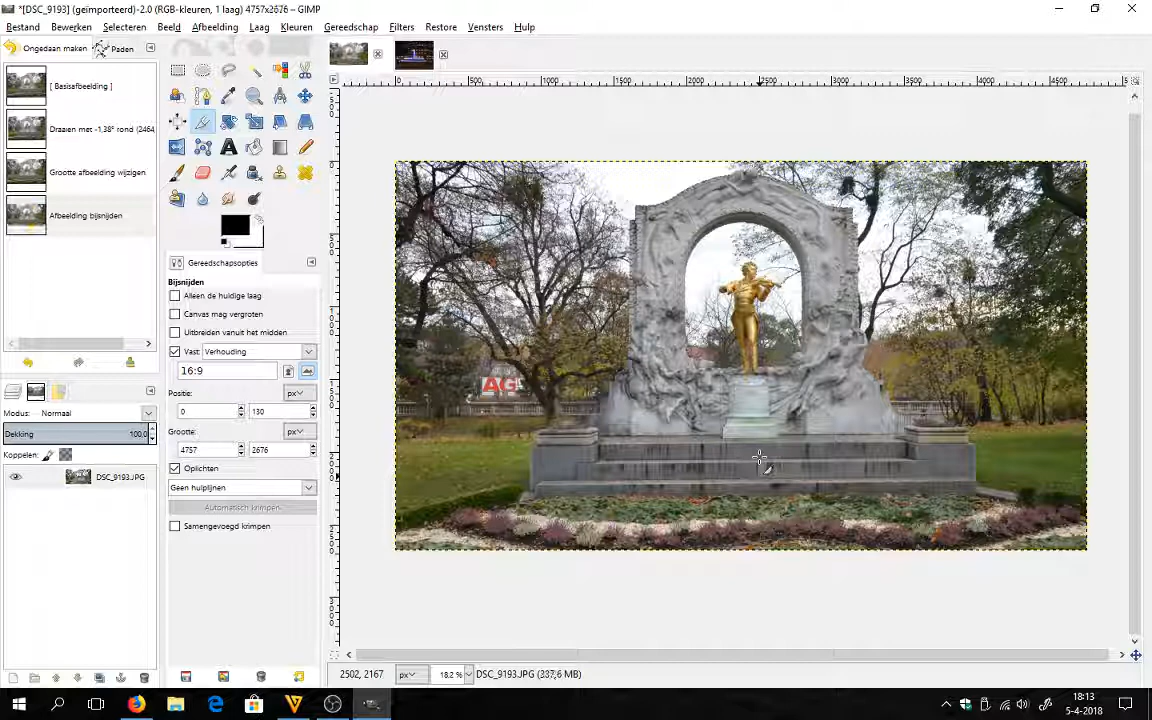 *[DSC_9193] (geïmporteerd)-2.0 (RGB-kleuren, 1 laag) 4757x2676 – GIMP
Bestand Bewerken Selecteren Beeld Afbeelding Laag Kleuren Gereedschap Filters Restore Vensters Hulp
Ongedaan maken Paden
[ Basisafbeelding ]
Draaien met -1,38° rond (2464,
Grootte afbeelding wijzigen
Afbeelding bijsnijden
Modus: Normaal
Dekking 100,0
Koppelen:
DSC_9193.JPG
Gereedschapsopties
Bijsnijden
Alleen de huidige laag
Canvas mag vergroten
Uitbreiden vanuit het midden
Vast: Verhouding
16:9
Positie: px
0 130
Grootte: px
4757 2676
Oplichten
Geen hulplijnen
Automatisch krimpen
Samengevoegd krimpen
0 500 1000 1500 2000 2500 3000 3500 4000 4500
AG
2502, 2167 px 18.2 % DSC_9193.JPG (337,6 MB)
18:13
5-4-2018